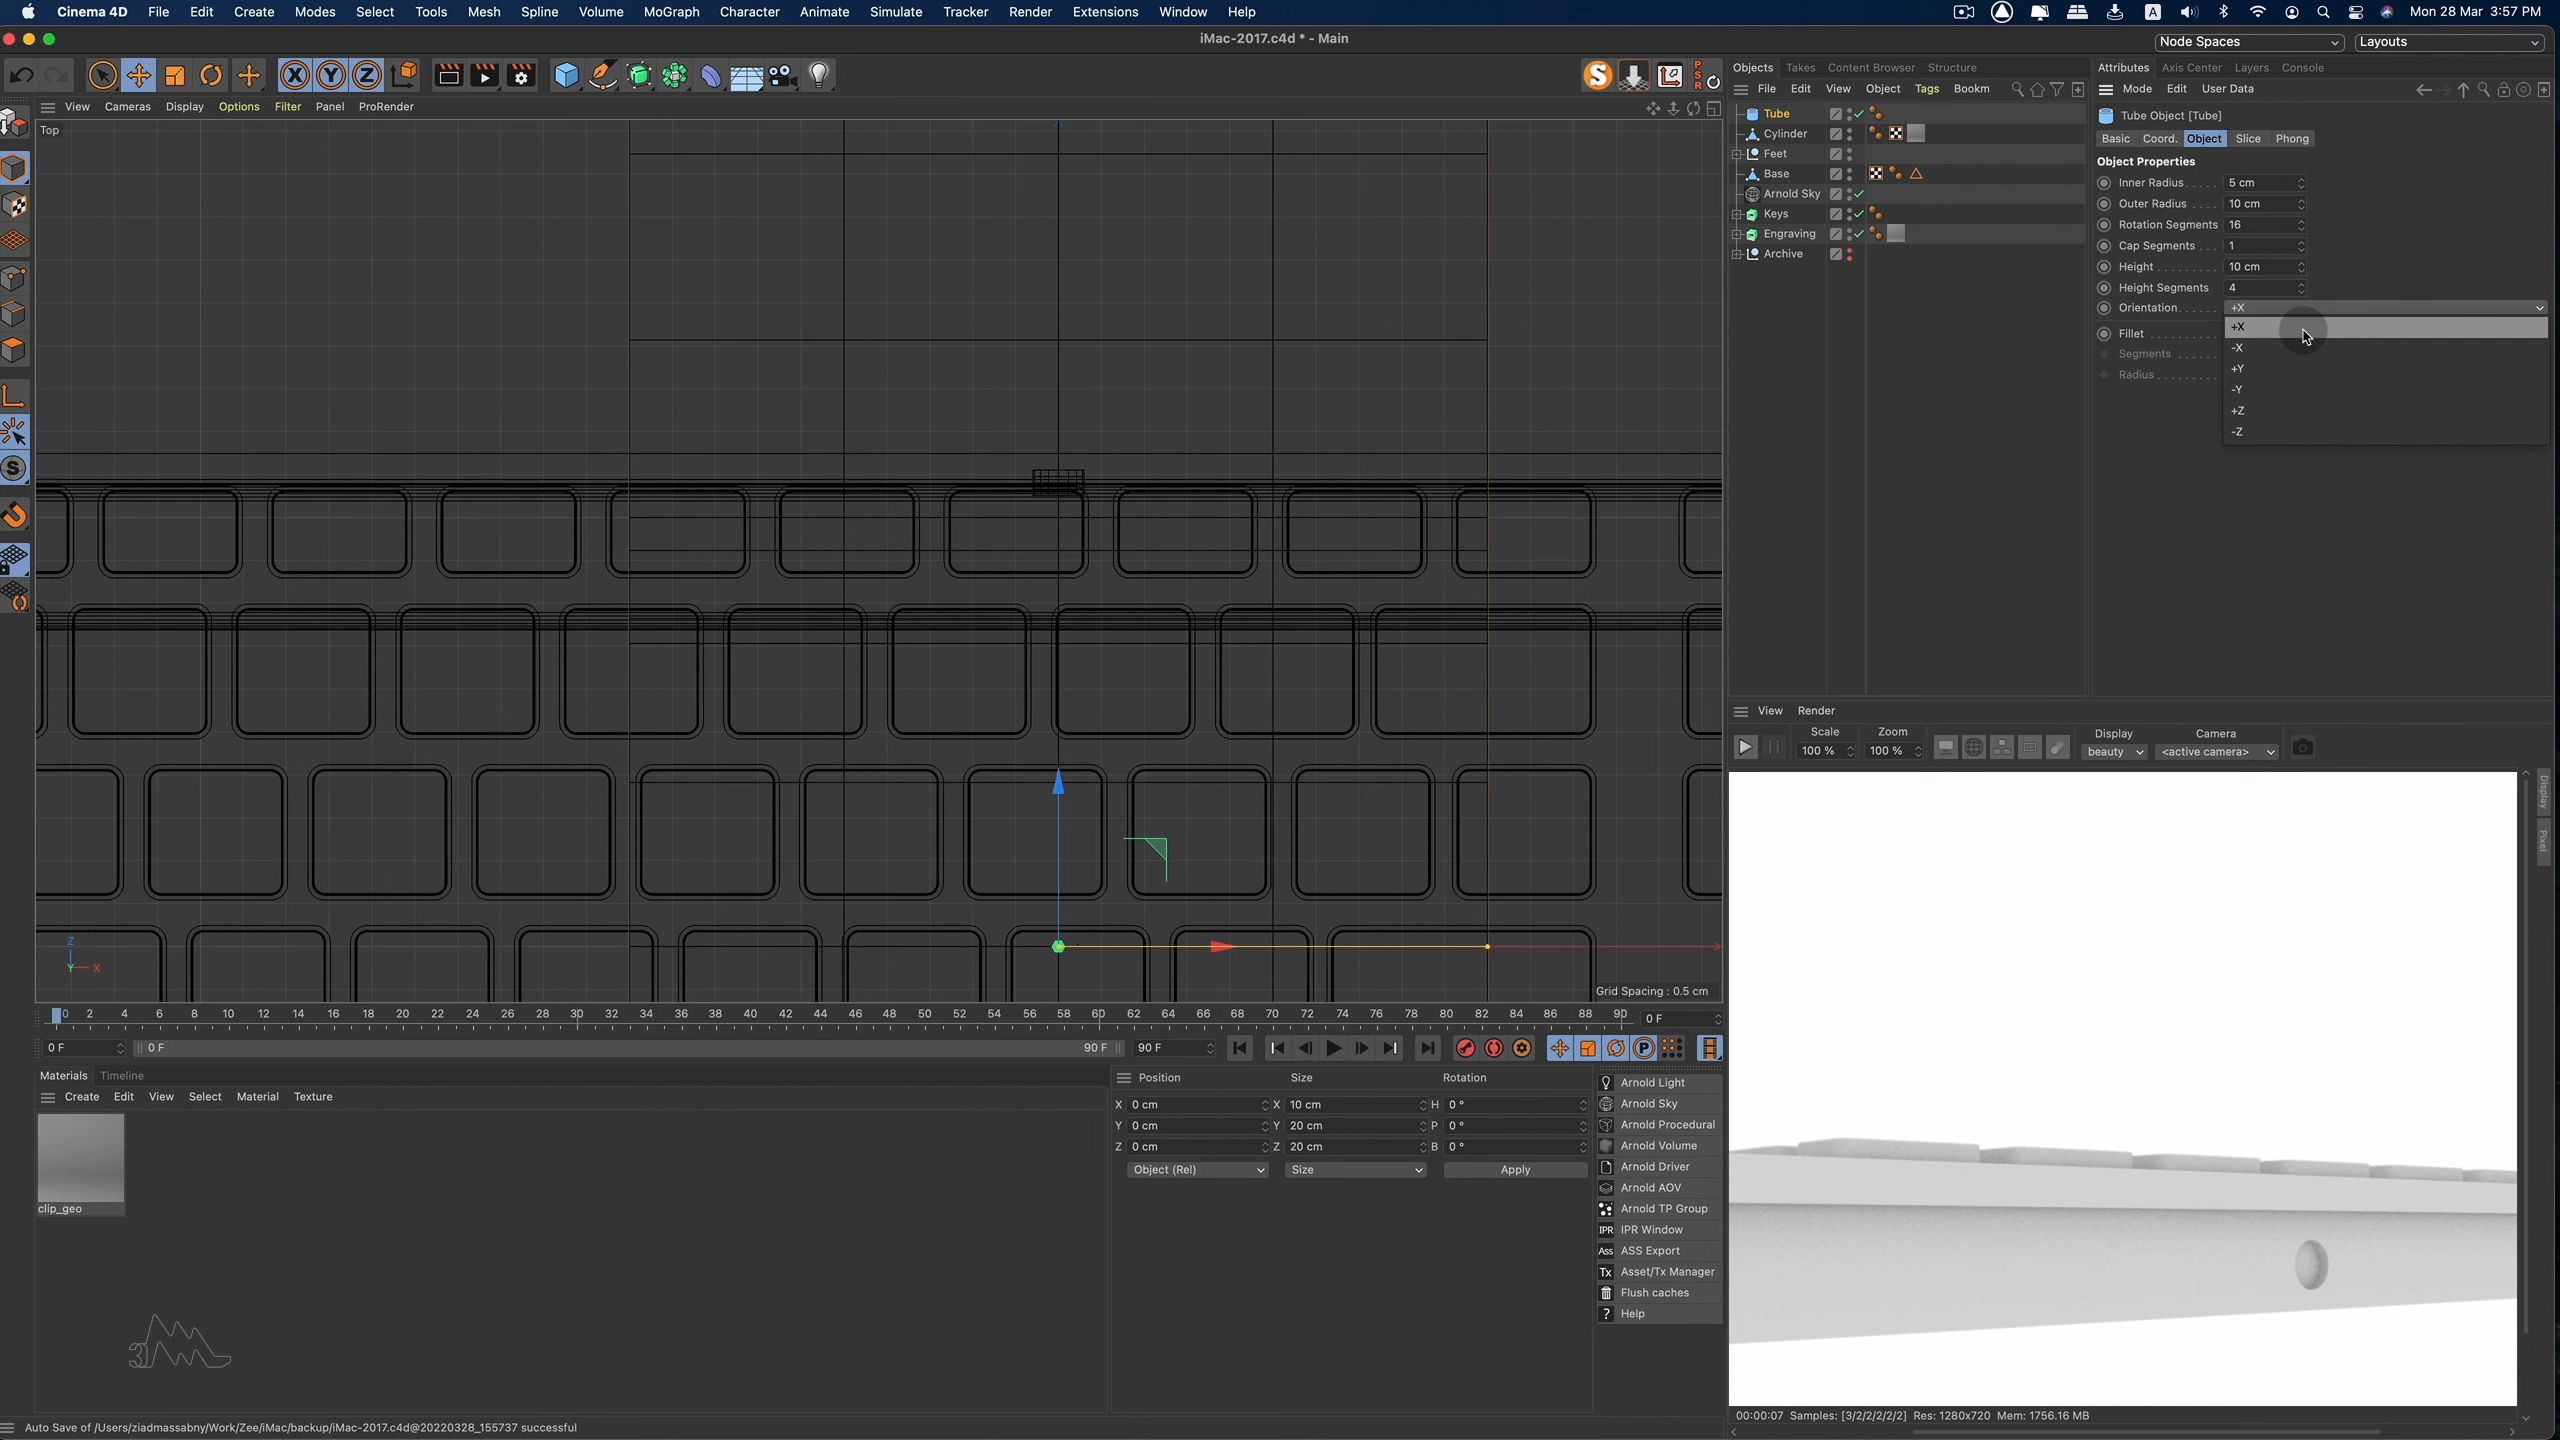 Cinema 4D File Edit Create Modes Select Tools Mesh Spline Volume MoGraph Character Animate Simulate Tracker Render Extensions Window Help
A Mon 28 Mar 3:57 PM
iMac-2017.c4d * - Main
Node Spaces Layouts
X Y Z S P S R
View Cameras Display Options Filter Panel ProRender
Top
S
Z
Y X
Grid Spacing : 0.5 cm
Objects Takes Content Browser Structure
File Edit View Object Tags Bookm
Tube
Cylinder
Feet
Base
Arnold Sky
Keys
Engraving
Archive
Attributes Axis Center Layers Console
Mode Edit User Data
Tube Object [Tube]
Basic Coord. Object Slice Phong
Object Properties
Inner Radius 5 cm
Outer Radius 10 cm
Rotation Segments 16
Cap Segments 1
Height 10 cm
Height Segments 4
Orientation +X
Fillet +X
Segments -X
Radius +Y
-Y
+Z
-Z
View Render
Scale Zoom Display Camera
100 % 100 % beauty <active camera>
Display
Pixel
00:00:07 Samples: [3/2/2/2/2/2] Res: 1280x720 Mem: 1756.16 MB
0 2 4 6 8 10 12 14 16 18 20 22 24 26 28 30 32 34 36 38 40 42 44 46 48 50 52 54 56 58 60 62 64 66 68 70 72 74 76 78 80 82 84 86 88 90 0 F
0 F 0 F 90 F 90 F P
Materials Timeline
Create Edit View Select Material Texture
clip_geo
Position Size Rotation
X 0 cm X 10 cm H 0 °
Y 0 cm Y 20 cm P 0 °
Z 0 cm Z 20 cm B 0 °
Object (Rel) Size Apply
Arnold Light
Arnold Sky
Arnold Procedural
Arnold Volume
Arnold Driver
Arnold AOV
Arnold TP Group
IPR IPR Window
Ass ASS Export
Tx Asset/Tx Manager
Flush caches
? Help
Auto Save of /Users/ziadmassabny/Work/Zee/iMac/backup/iMac-2017.c4d@20220328_155737 successful